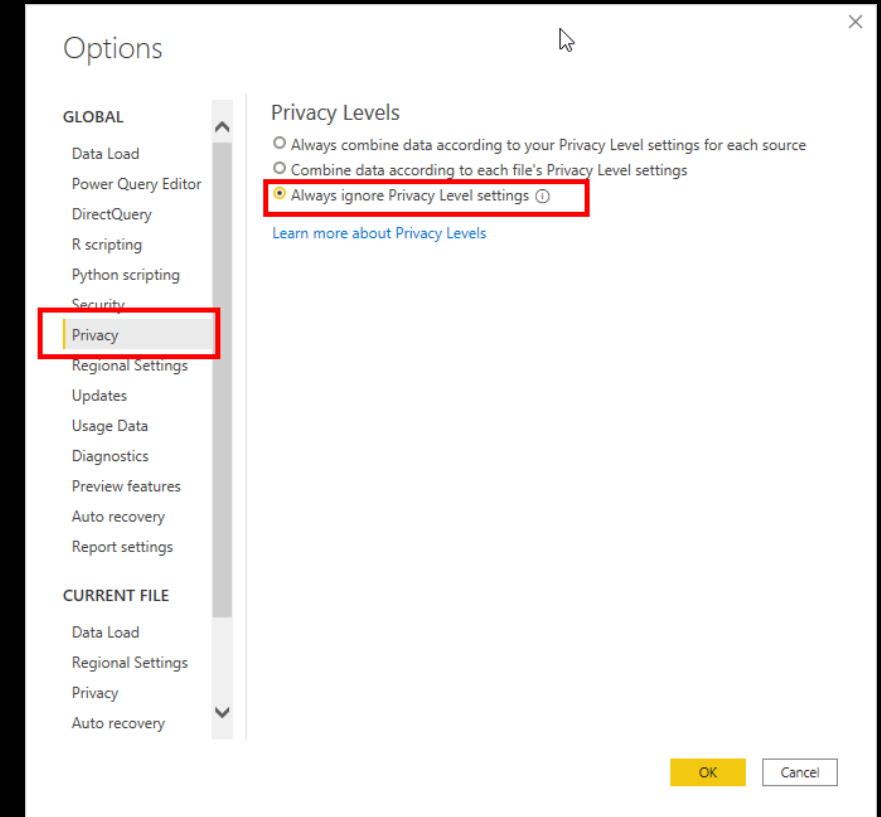 Options
GLOBAL
Data Load
Power Query Editor
DirectQuery
R scripting
Python scripting
Security
Privacy
Regional Settings
Updates
Usage Data
Diagnostics
Preview features
Auto recovery
Report settings
CURRENT FILE
Data Load
Regional Settings
Privacy
Auto recovery
Privacy Levels
Always combine data according to your Privacy Level settings for each source
Combine data according to each file's Privacy Level settings
Always ignore Privacy Level settings
Learn more about Privacy Levels
OK
Cancel